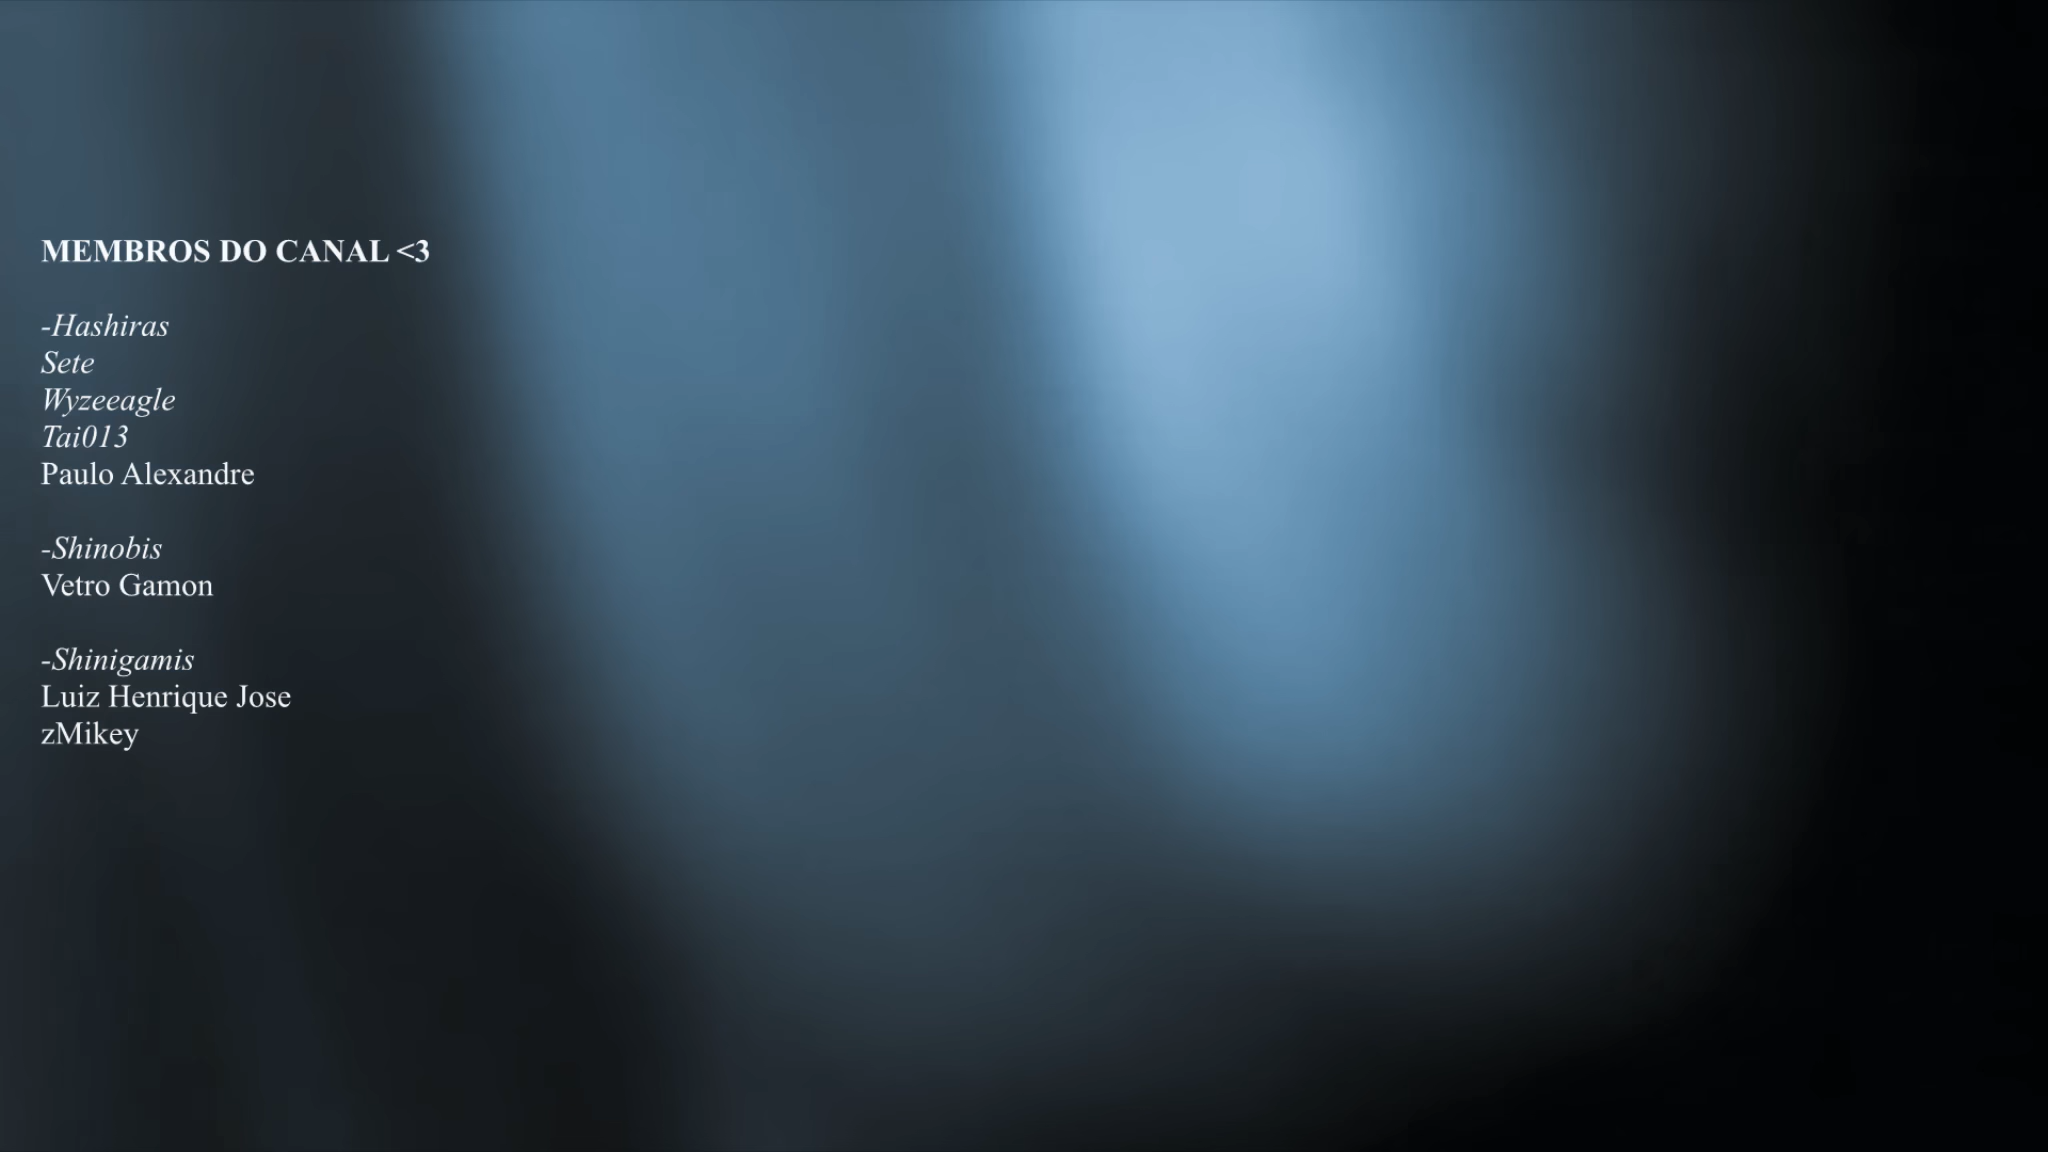 MEMBROS DO CANAL <3
-Hashiras
Sete
Wyzeeagle
Tai013
Paulo Alexandre
-Shinobis
Vetro Gamon
-Shinigamis
Luiz Henrique Jose
zMikey